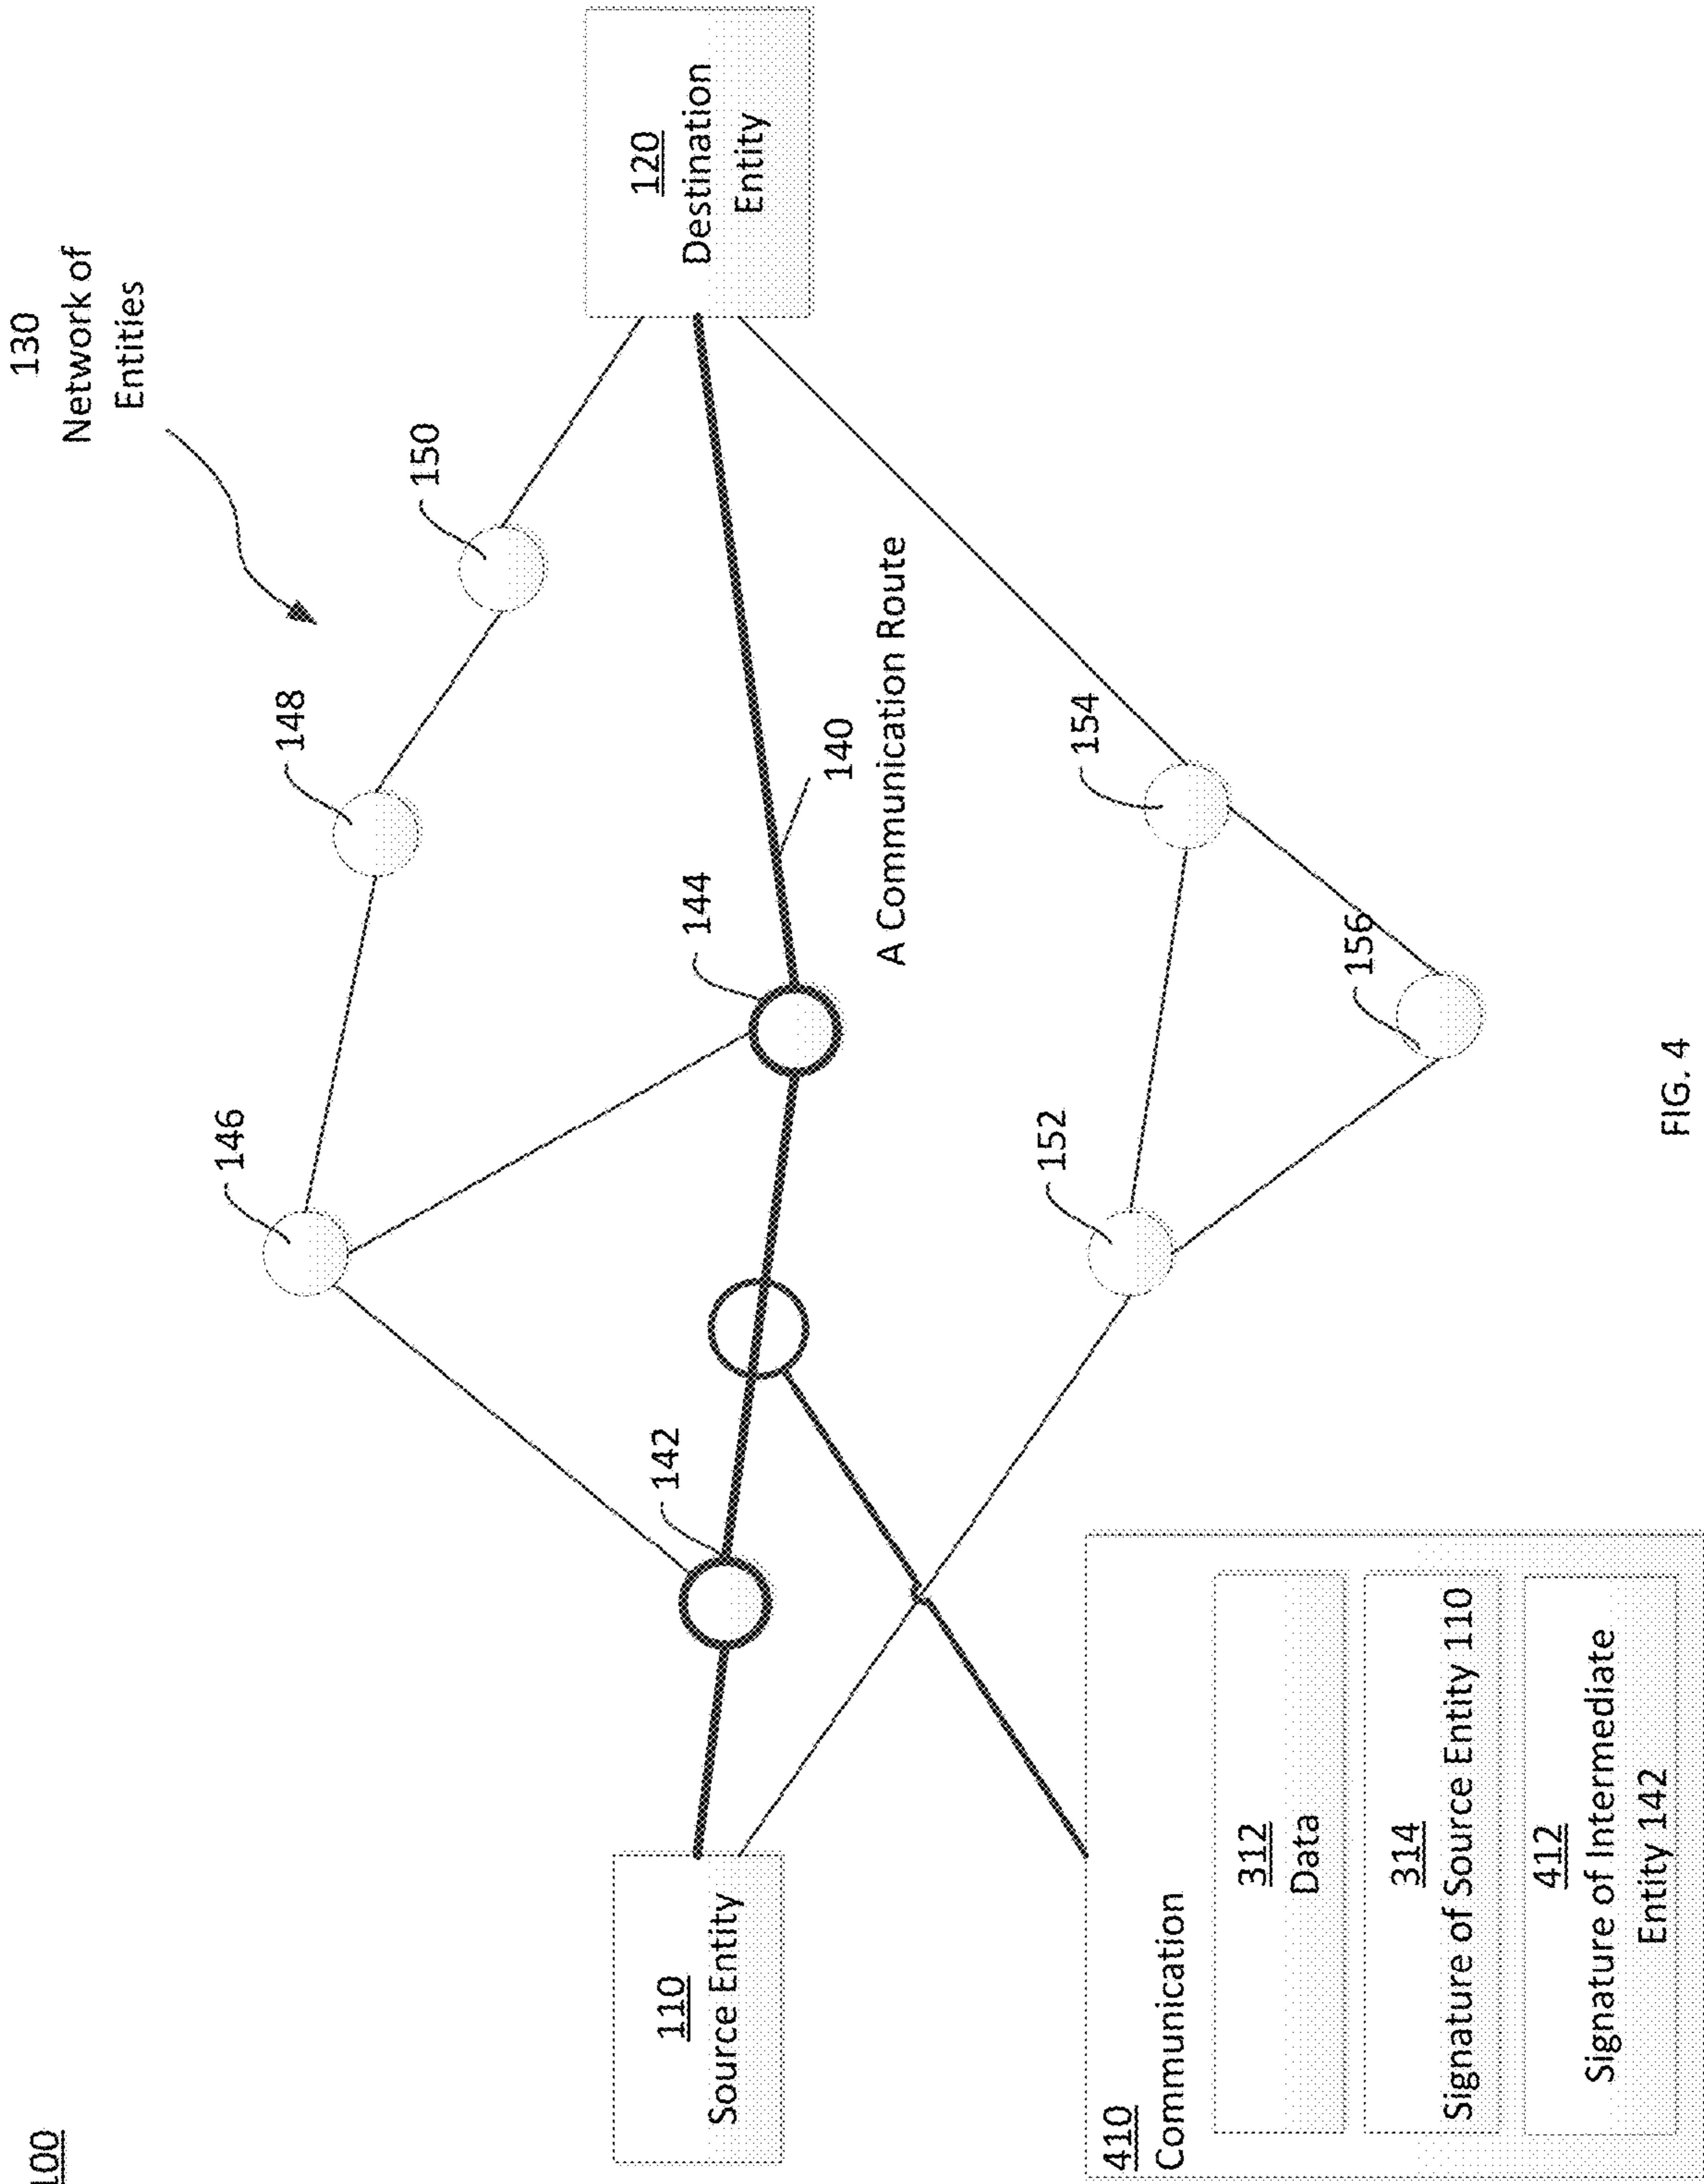 100
130
Network of
Entities
146
148
150
110
Source Entity
142
144
120
Destination
Entity
140
A Communication Route
152
154
156
410
Communication
312
Data
314
Signature of Source Entity 110
412
Signature of Intermediate
Entity 142
FIG. 4